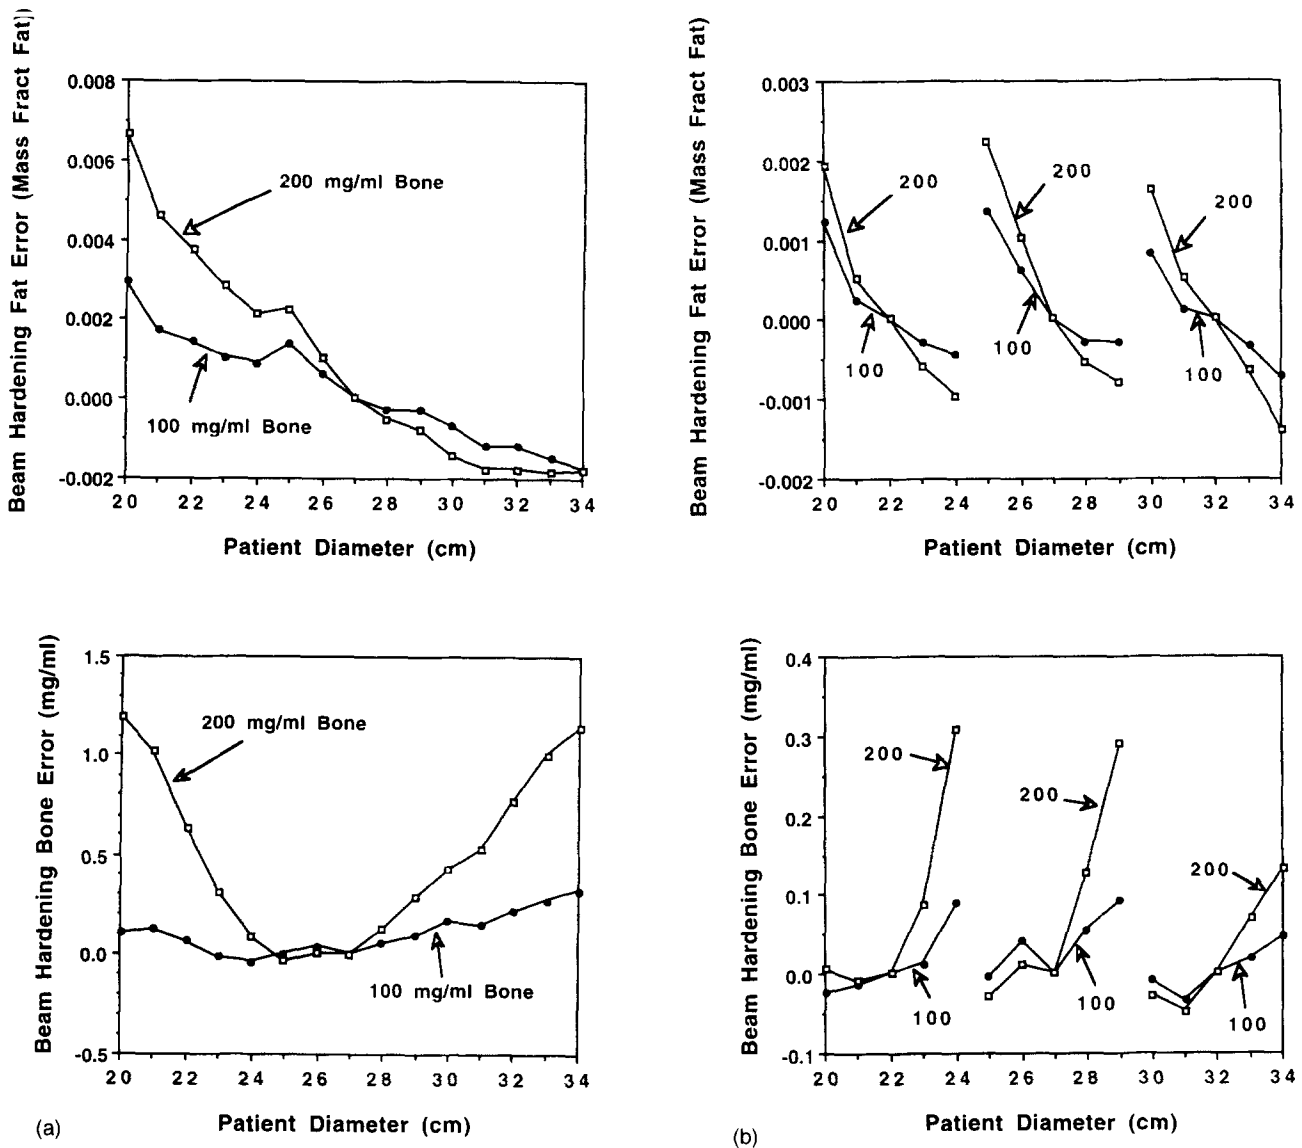 Beam Hardening Fat Error (Mass Fract Fat)
0.008
0.006
0.004
0.002
0.000
-0.002
200 mg/ml Bone
100 mg/ml Bone
20 22 24 26 28 30 32 34
Patient Diameter (cm)
Beam Hardening Fat Error (Mass Fract Fat)
0.003
0.002
0.001
0.000
-0.001
-0.002
200
200
200
100
100
100
20 22 24 26 28 30 32 34
Patient Diameter (cm)
Beam Hardening Bone Error (mg/ml)
1.5
1.0
0.5
0.0
-0.5
200 mg/ml Bone
100 mg/ml Bone
20 22 24 26 28 30 32 34
Patient Diameter (cm)
(a)
Beam Hardening Bone Error (mg/ml)
0.4
0.3
0.2
0.1
0.0
-0.1
200
200
200
100
100
100
20 22 24 26 28 30 32 34
Patient Diameter (cm)
(b)